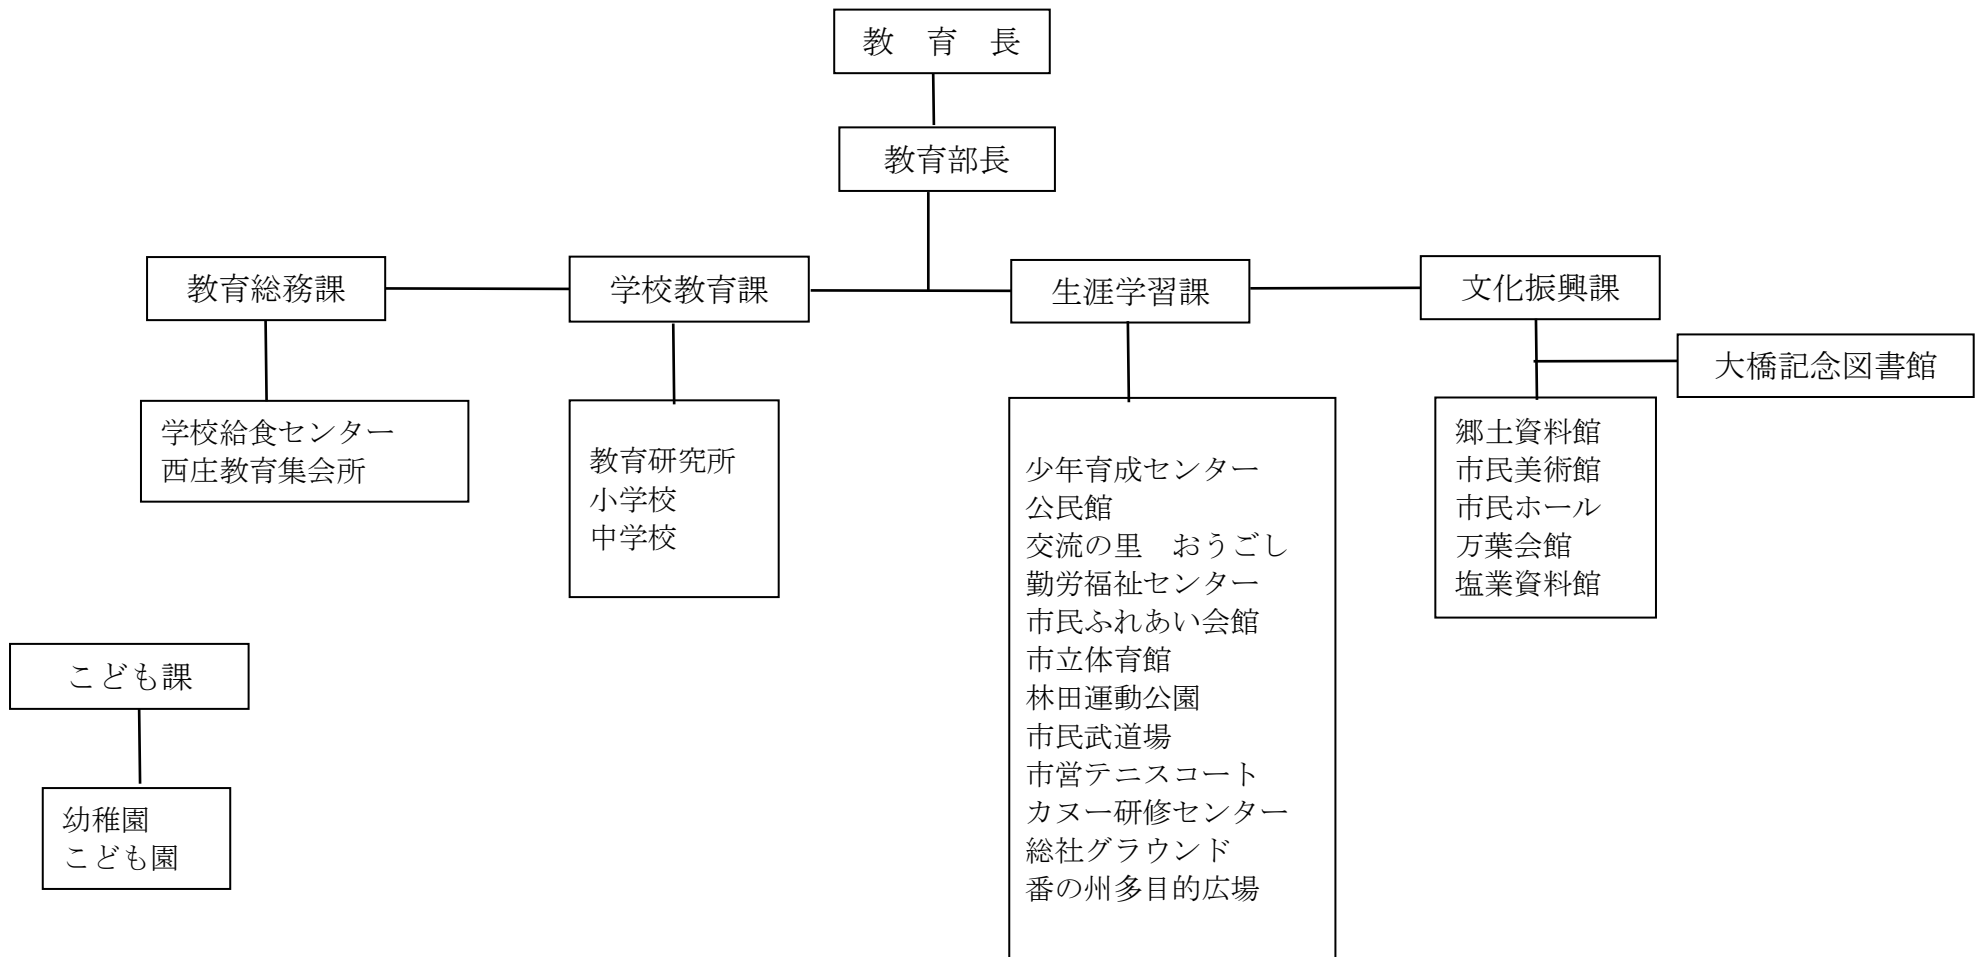 教　育　長
教育部長
教育総務課
学校教育課
生涯学習課
文化振興課
大橋記念図書館
学校給食センター
西庄教育集会所
教育研究所
小学校
中学校
少年育成センター
公民館
交流の里　おうごし
勤労福祉センター
市民ふれあい会館
市立体育館
林田運動公園
市民武道場
市営テニスコート
カヌー研修センター
総社グラウンド
番の州多目的広場
郷土資料館
市民美術館
市民ホール
万葉会館
塩業資料館
こども課
幼稚園
こども園